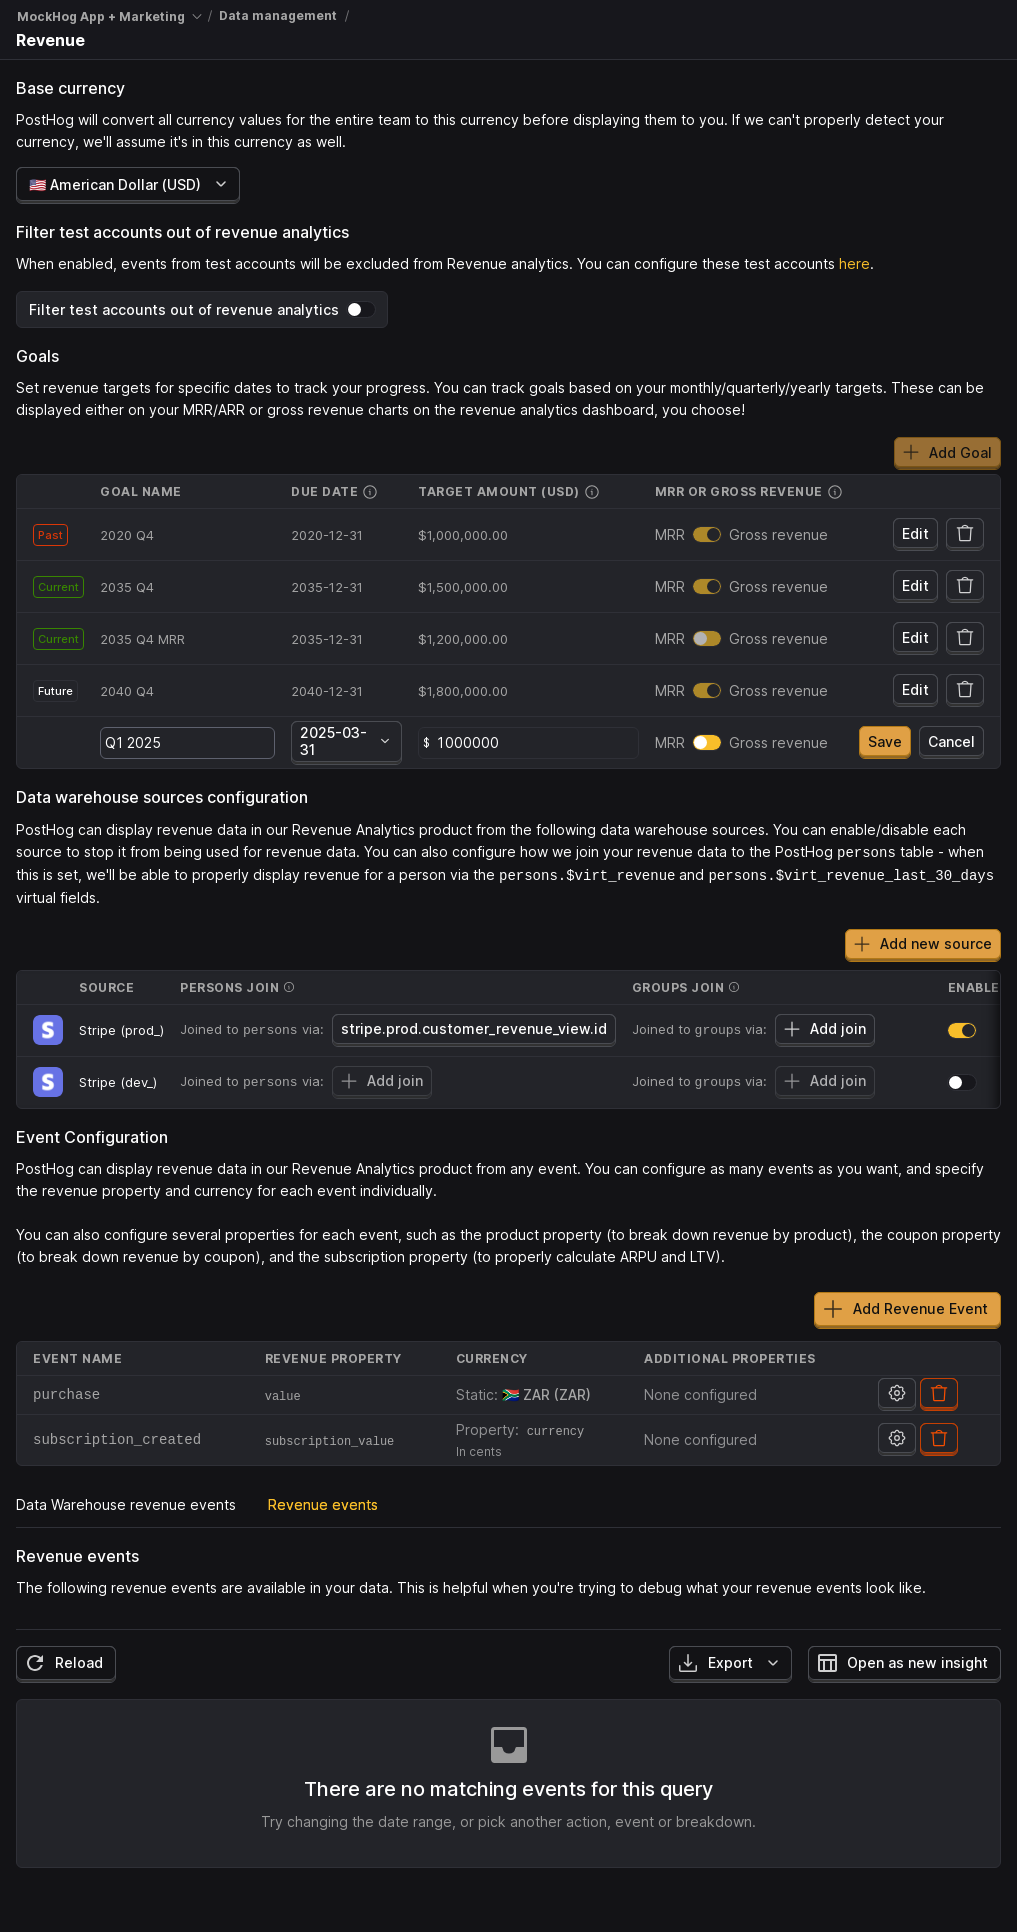 MockHog App + Marketing / Data management /
Revenue
Base currency
PostHog will convert all currency values for the entire team to this currency before displaying them to you. If we can't properly detect your
currency, we'll assume it's in this currency as well.
🇺🇸 American Dollar (USD)
Filter test accounts out of revenue analytics
When enabled, events from test accounts will be excluded from Revenue analytics. You can configure these test accounts here.
Filter test accounts out of revenue analytics
Goals
Set revenue targets for specific dates to track your progress. You can track goals based on your monthly/quarterly/yearly targets. These can be
displayed either on your MRR/ARR or gross revenue charts on the revenue analytics dashboard, you choose!
Add Goal
GOAL NAME DUE DATE TARGET AMOUNT (USD) MRR OR GROSS REVENUE
Past 2020 Q4 2020-12-31 $1,000,000.00 MRR Gross revenue Edit
Current 2035 Q4 2035-12-31 $1,500,000.00 MRR Gross revenue Edit
Current 2035 Q4 MRR 2035-12-31 $1,200,000.00 MRR Gross revenue Edit
Future 2040 Q4 2040-12-31 $1,800,000.00 MRR Gross revenue Edit
Q1 2025 2025-03-31 $ 1000000 MRR Gross revenue Save Cancel
Data warehouse sources configuration
PostHog can display revenue data in our Revenue Analytics product from the following data warehouse sources. You can enable/disable each
source to stop it from being used for revenue data. You can also configure how we join your revenue data to the PostHog persons table - when
this is set, we'll be able to properly display revenue for a person via the persons.$virt_revenue and persons.$virt_revenue_last_30_days
virtual fields.
Add new source
SOURCE PERSONS JOIN GROUPS JOIN ENABLE
S Stripe (prod_) Joined to persons via: stripe.prod.customer_revenue_view.id Joined to groups via: Add join
S Stripe (dev_) Joined to persons via: Add join Joined to groups via: Add join
Event Configuration
PostHog can display revenue data in our Revenue Analytics product from any event. You can configure as many events as you want, and specify
the revenue property and currency for each event individually.
You can also configure several properties for each event, such as the product property (to break down revenue by product), the coupon property
(to break down revenue by coupon), and the subscription property (to properly calculate ARPU and LTV).
Add Revenue Event
EVENT NAME REVENUE PROPERTY CURRENCY ADDITIONAL PROPERTIES
purchase value Static: 🇿🇦 ZAR (ZAR) None configured
subscription_created subscription_value Property: currency None configured
In cents
Data Warehouse revenue events Revenue events
Revenue events
The following revenue events are available in your data. This is helpful when you're trying to debug what your revenue events look like.
Reload Export Open as new insight
There are no matching events for this query
Try changing the date range, or pick another action, event or breakdown.